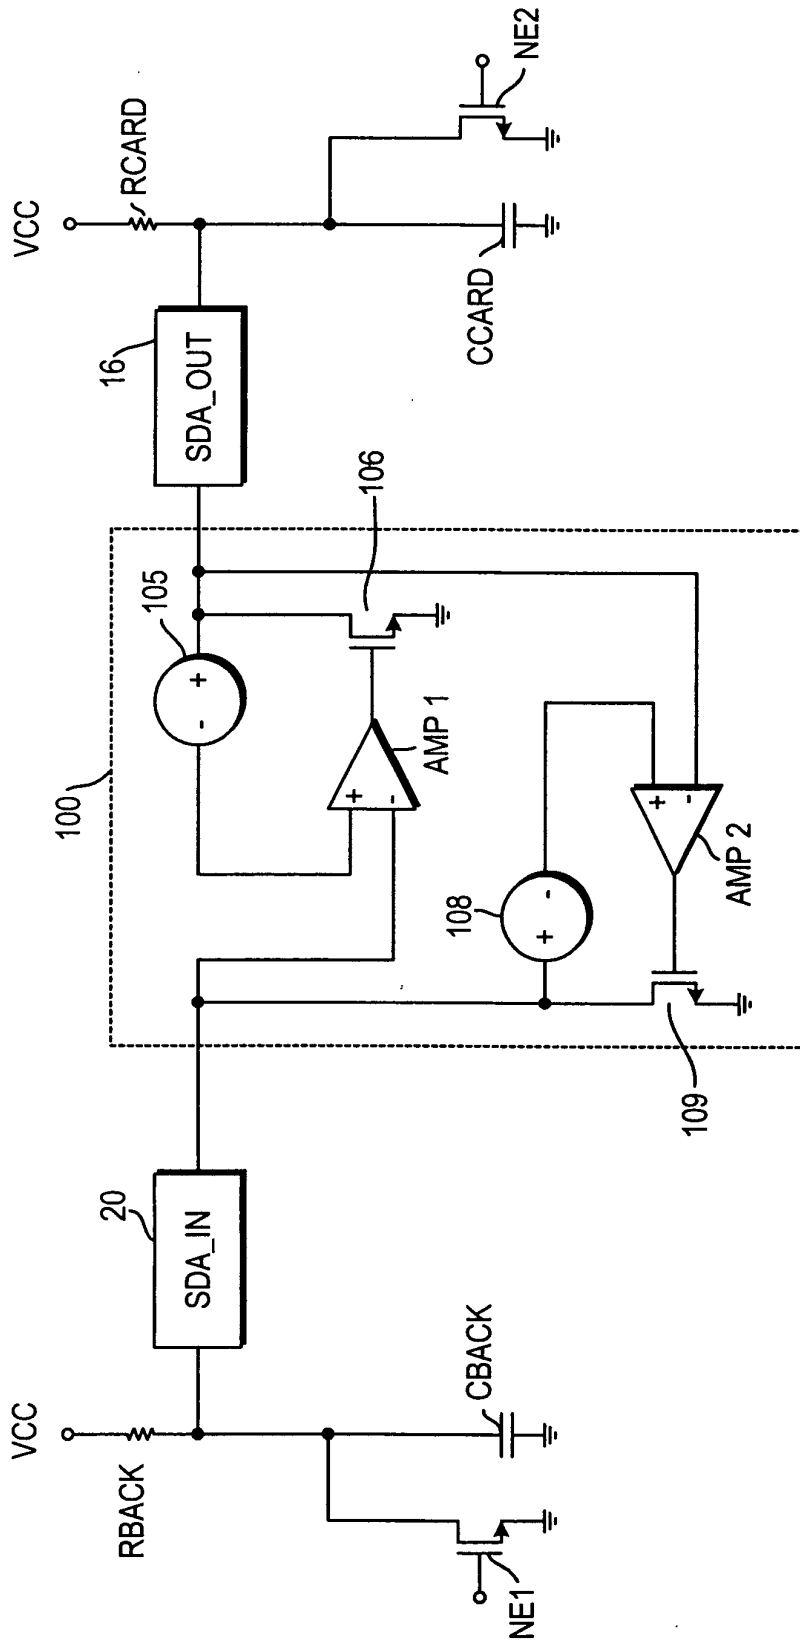 VCC
RBACK
NE1
CBACK
20
SDA_IN
100
105
- +
106
+
-
AMP 1
108
+ -
109
+
-
AMP 2
16
SDA_OUT
VCC
RCARD
CCARD
NE2